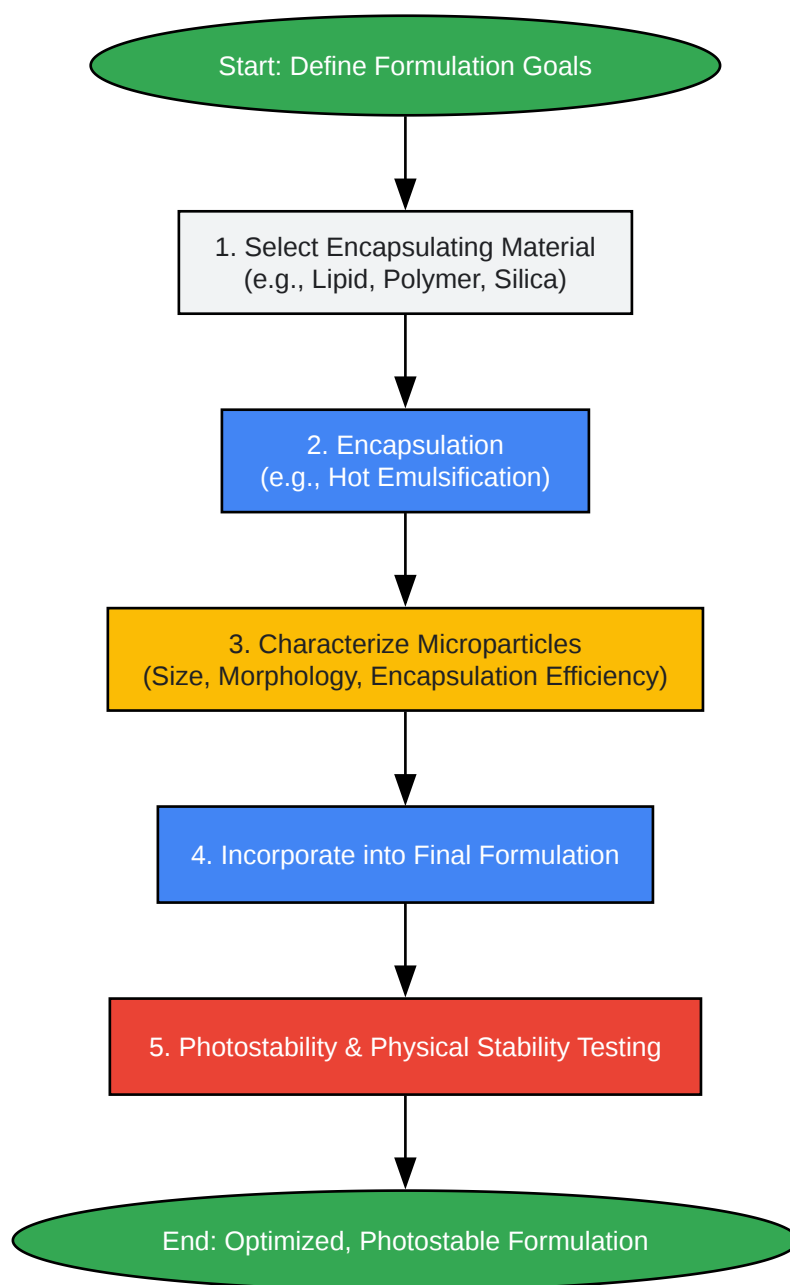 Start: Define Formulation Goals
1. Select Encapsulating Material
(e.g., Lipid, Polymer, Silica)
2. Encapsulation
(e.g., Hot Emulsification)
3. Characterize Microparticles
(Size, Morphology, Encapsulation Efficiency)
4. Incorporate into Final Formulation
5. Photostability & Physical Stability Testing
End: Optimized, Photostable Formulation